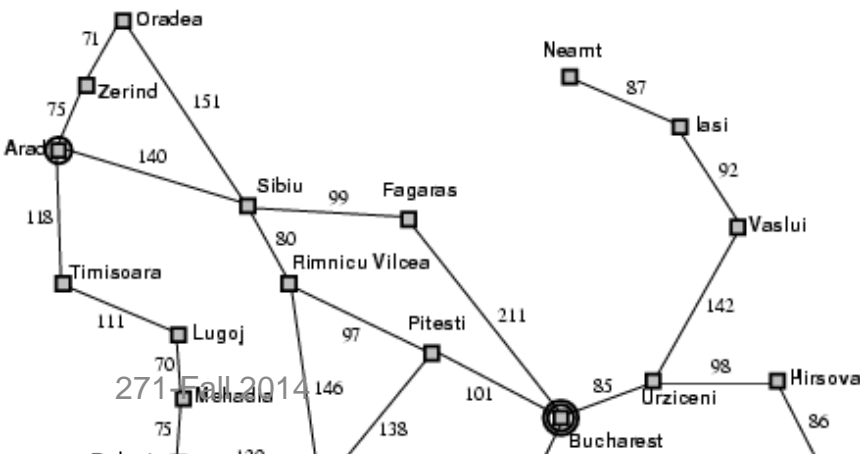 Oradea
71
Neamt
87
Zerind
75
151
Iasi
Arad
140
92
Sibiu
99
Fagaras
118
80
Vaslui
Timisoara
Rimnicu Vilcea
111
Lugoj
97
Pitesti
211
142
70
98
271-Fall 2014
146
101
85
Hirsova
Mehadia
Urziceni
75
138
86
Bucharest